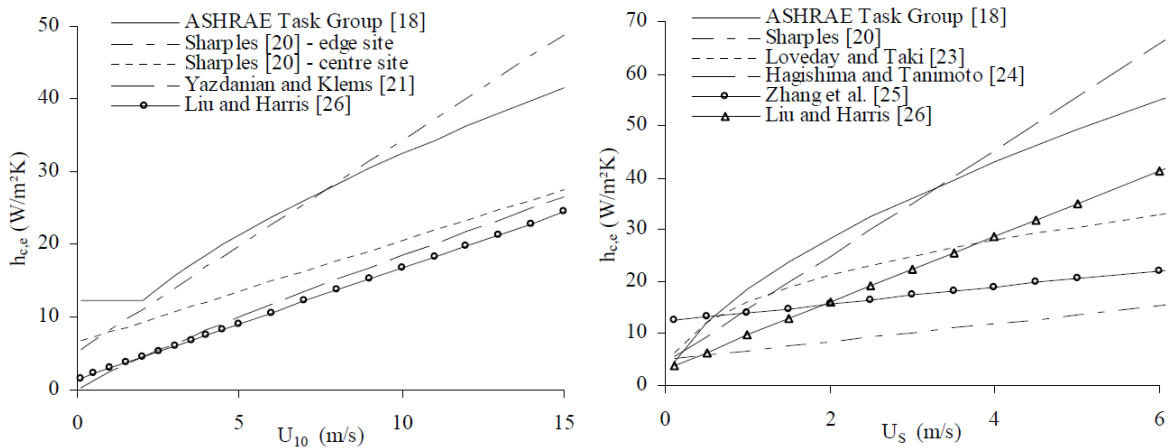 50
40
30
20
10
0
h_c,e (W/m²K)
ASHRAE Task Group [18]
Sharples [20] - edge site
Sharples [20] - centre site
Yazdanian and Klems [21]
Liu and Harris [26]
0
5
10
15
U_10 (m/s)
70
60
50
40
30
20
10
0
h_c,e (W/m²K)
ASHRAE Task Group [18]
Sharples [20]
Loveday and Taki [23]
Hagishima and Tanimoto [24]
Zhang et al. [25]
Liu and Harris [26]
0
2
4
6
U_S (m/s)